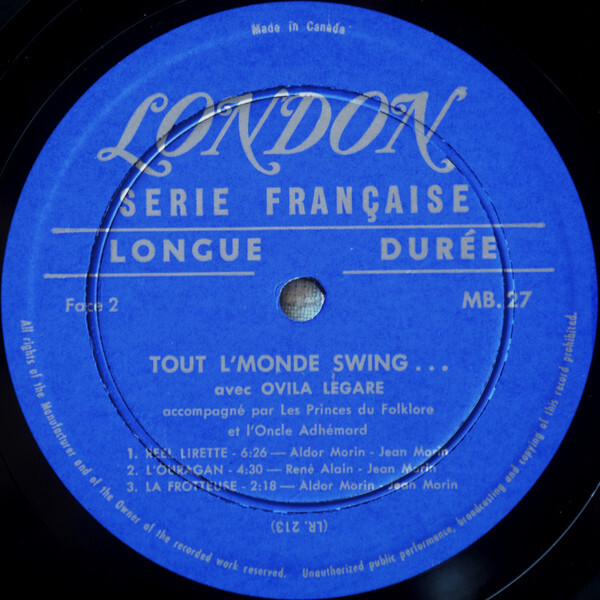 Made in Canada
LONDON
SERIE FRANÇAISE
LONGUE DURÉE
Face 2 MB. 27
TOUT L'MONDE SWING...
avec OVILA LÉGARE
accompagné par Les Princes du Folklore
et l'Oncle Adhémard
1. REEL LIRETTE - 6:26 — Aldor Morin - Jean Morin
2. L'OURAGAN - 4:30 — René Alain - Jean Morin
3. LA FROTTEUSE - 2:18 — Aldor Morin - Jean Morin
(LR. 213)
All rights of the Manufacturer and of the Owner of the recorded work reserved. Unauthorized public performance, broadcasting and copying of this record prohibited.